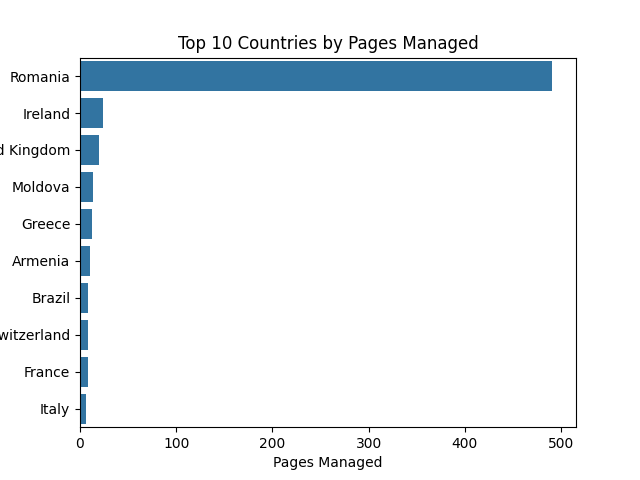 Top 10 Countries by Pages Managed
Romania
Ireland
d Kingdom
Moldova
Greece
Armenia
Brazil
witzerland
France
Italy
0 100 200 300 400 500
Pages Managed